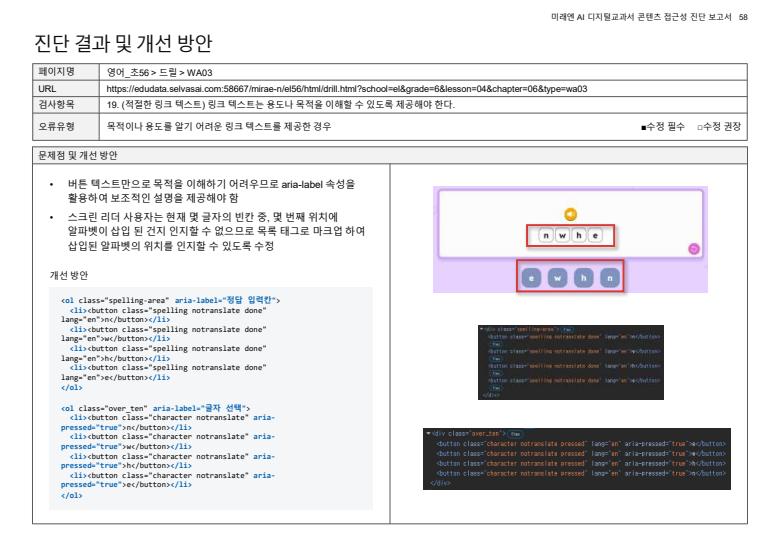 미래엔 AI 디지털교과서 콘텐츠 접근성 진단 보고서 58
진단 결과 및 개선 방안
페이지명 영어_초56 > 드릴 > WA03
URL https://edudata.selvasai.com:58667/mirae-n/el56/html/drill.html?school=el&grade=6&lesson=04&chapter=06&type=wa03
검사항목 19. (적절한 링크 텍스트) 링크 텍스트는 용도나 목적을 이해할 수 있도록 제공해야 한다.
오류유형 목적이나 용도를 알기 어려운 링크 텍스트를 제공한 경우 ■수정 필수 □수정 권장
문제점 및 개선 방안
• 버튼 텍스트만으로 목적을 이해하기 어려우므로 aria-label 속성을
활용하여 보조적인 설명을 제공해야 함
• 스크린 리더 사용자는 현재 몇 글자의 빈칸 중, 몇 번째 위치에
알파벳이 삽입 된 건지 인지할 수 없으므로 목록 태그로 마크업 하여
삽입된 알파벳의 위치를 인지할 수 있도록 수정
개선 방안
<ol class="spelling-area" aria-label="정답 입력칸">
<li><button class="spelling notranslate done"
lang="en">n</button></li>
<li><button class="spelling notranslate done"
lang="en">w</button></li>
<li><button class="spelling notranslate done"
lang="en">h</button></li>
<li><button class="spelling notranslate done"
lang="en">e</button></li>
</ol>
<ol class="over_ten" aria-label="글자 선택">
<li><button class="character notranslate" aria-
pressed="true">n</button></li>
<li><button class="character notranslate" aria-
pressed="true">w</button></li>
<li><button class="character notranslate" aria-
pressed="true">h</button></li>
<li><button class="character notranslate" aria-
pressed="true">e</button></li>
</ol>
n w h e
e w h n
<div class="spelling-area"> flex
<button class="spelling notranslate done" lang="en">n</button>
flex
<button class="spelling notranslate done" lang="en">w</button>
flex
<button class="spelling notranslate done" lang="en">h</button>
flex
<button class="spelling notranslate done" lang="en">e</button>
flex
</div>
<div class="over_ten"> flex
<button class="character notranslate pressed" lang="en" aria-pressed="true">e</button>
<button class="character notranslate pressed" lang="en" aria-pressed="true">w</button>
<button class="character notranslate pressed" lang="en" aria-pressed="true">h</button>
<button class="character notranslate pressed" lang="en" aria-pressed="true">n</button>
</div>